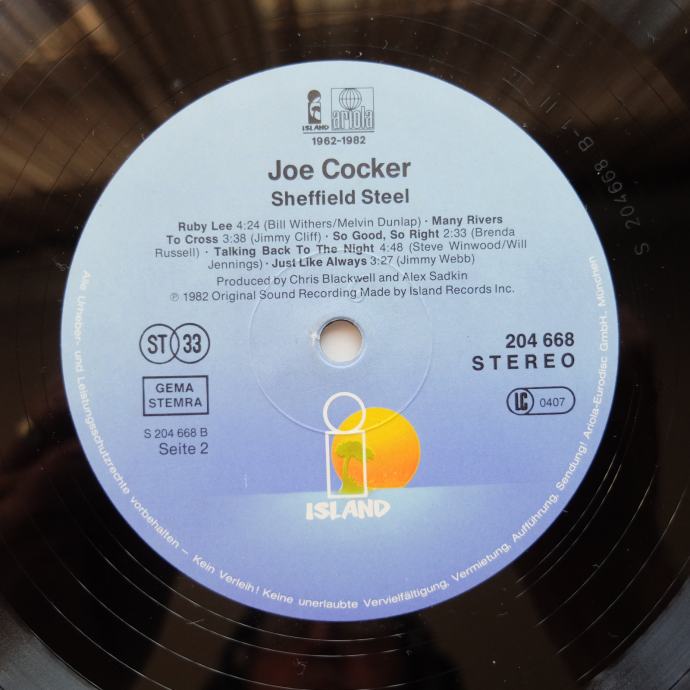 ISLAND ariola
1962-1982
Joe Cocker
Sheffield Steel
Ruby Lee 4:24 (Bill Withers/Melvin Dunlap) · Many Rivers
To Cross 3:38 (Jimmy Cliff) · So Good, So Right 2:33 (Brenda
Russell) · Talking Back To The Night 4:48 (Steve Winwood/Will
Jennings) · Just Like Always 3:27 (Jimmy Webb)
Produced by Chris Blackwell and Alex Sadkin
℗ 1982 Original Sound Recording Made by Island Records Inc.
ST 33
GEMA
STEMRA
S 204 668 B
Seite 2
204 668
STEREO
LC 0407
ISLAND
Alle Urheber- und Leistungsschutzrechte vorbehalten – Kein Verleih! Keine unerlaubte Vervielfältigung, Vermietung, Aufführung, Sendung! Ariola-Eurodisc GmbH, München
S 204668 B-1 II